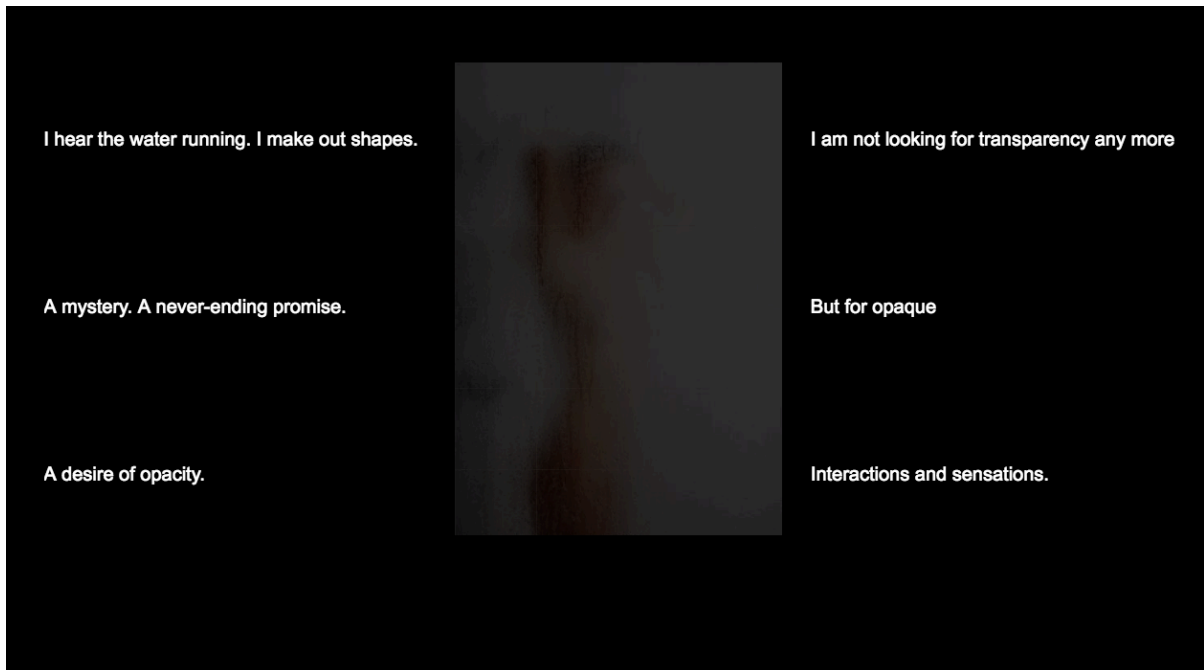 I hear the water running. I make out shapes.
A mystery. A never-ending promise.
A desire of opacity.
I am not looking for transparency any more
But for opaque
Interactions and sensations.